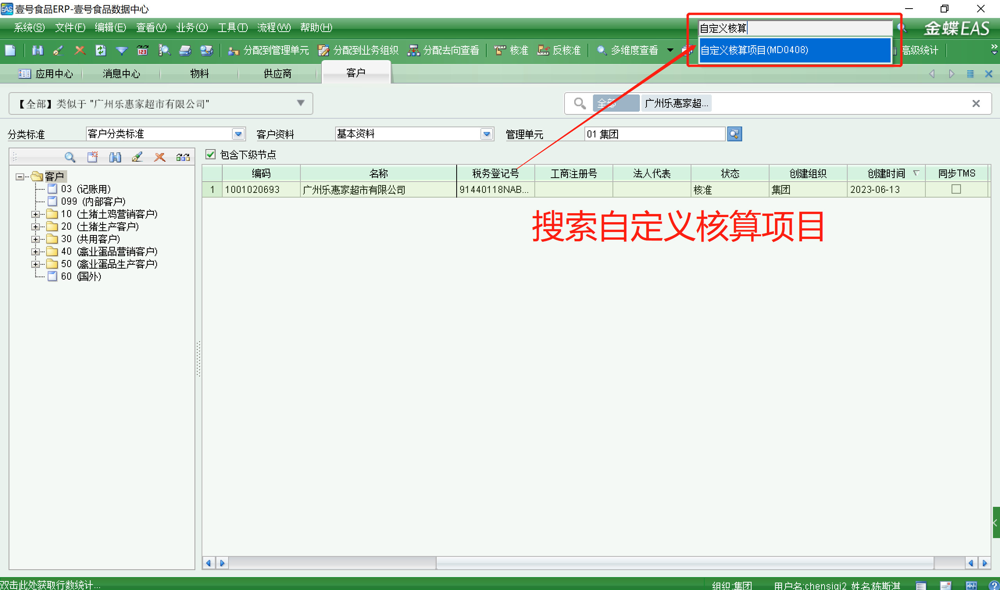 壹号食品ERP-壹号食品数据中心
系统(S) 文件(F) 编辑(E) 查看(V) 业务(O) 工具(T) 流程(W) 帮助(H)
自定义核算
金蝶EAS
分配到管理单元 分配到业务组织 分配去向查看 核准 反核准 多维度查看 自定义核算项目(MD0408) 高级统计
应用中心 消息中心 物料 供应商 客户
【全部】类似于 "广州乐惠家超市有限公司"
全部 广州乐惠家超...
分类标准 客户分类标准 客户资料 基本资料 管理单元 01 集团
包含下级节点
客户
03 (记账用)
099 (内部客户)
10 (土猪土鸡营销客户)
20 (土猪生产客户)
30 (共用客户)
40 (禽业蛋品营销客户)
50 (禽业蛋品生产客户)
60 (国外)
编码 名称 税务登记号 工商注册号 法人代表 状态 创建组织 创建时间 同步TMS
1 1001020693 广州乐惠家超市有限公司 91440118NAB... 核准 集团 2023-06-13
搜索自定义核算项目
双击此处获取行数统计...
组织:集团 用户名:chensiqi2 姓名:陈斯淇